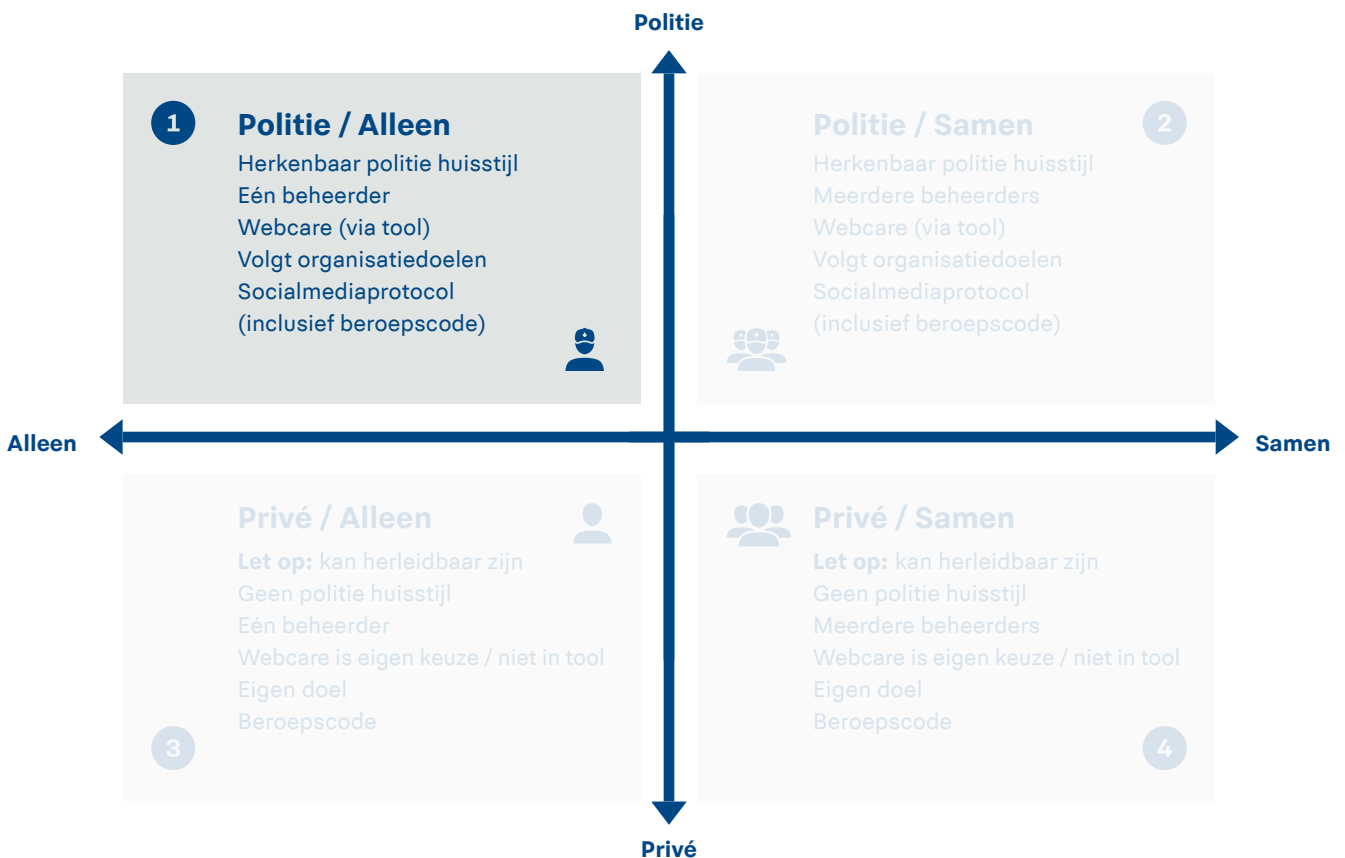 Politie
1
Politie / Alleen
Herkenbaar politie huisstijl
Eén beheerder
Webcare (via tool)
Volgt organisatiedoelen
Socialmediaprotocol
(inclusief beroepscode)
Politie / Samen
2
Herkenbaar politie huisstijl
Meerdere beheerders
Webcare (via tool)
Volgt organisatiedoelen
Socialmediaprotocol
(inclusief beroepscode)
Alleen
Samen
Privé / Alleen
Let op: kan herleidbaar zijn
Geen politie huisstijl
Eén beheerder
Webcare is eigen keuze / niet in tool
Eigen doel
Beroepscode
3
Privé / Samen
Let op: kan herleidbaar zijn
Geen politie huisstijl
Meerdere beheerders
Webcare is eigen keuze / niet in tool
Eigen doel
Beroepscode
4
Privé